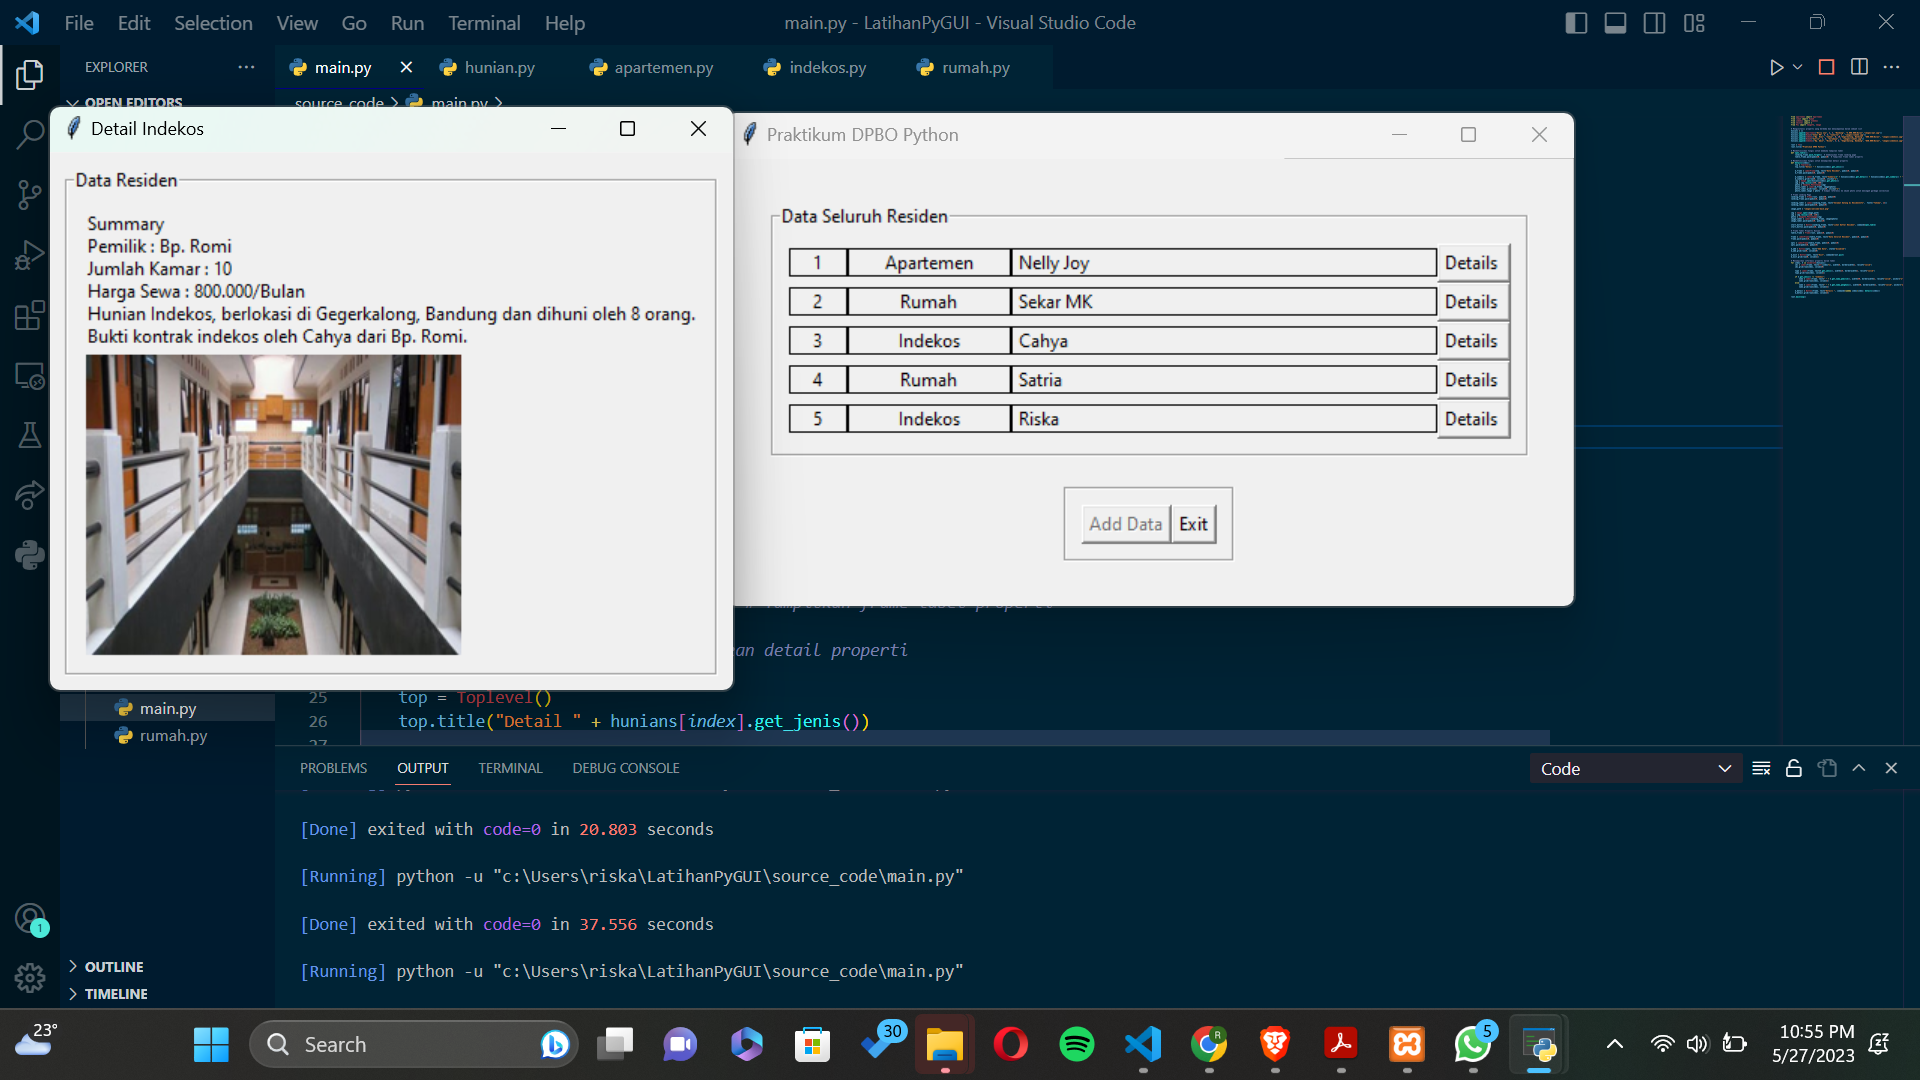 File Edit Selection View Go Run Terminal Help
main.py - LatihanPyGUI - Visual Studio Code
EXPLORER
main.py
hunian.py
apartemen.py
indekos.py
rumah.py
OPEN EDITORS
source_code > main.py >
Detail Indekos
Data Residen
Summary
Pemilik : Bp. Romi
Jumlah Kamar : 10
Harga Sewa : 800.000/Bulan
Hunian Indekos, berlokasi di Gegerkalong, Bandung dan dihuni oleh 8 orang.
Bukti kontrak indekos oleh Cahya dari Bp. Romi.
Praktikum DPBO Python
Data Seluruh Residen
1 Apartemen Nelly Joy Details
2 Rumah Sekar MK Details
3 Indekos Cahya Details
4 Rumah Satria Details
5 Indekos Riska Details
Add Data Exit
detail properti
main.py
rumah.py
25 top = Toplevel()
26 top.title("Detail " + hunians[index].get_jenis())
27
PROBLEMS OUTPUT TERMINAL DEBUG CONSOLE
Code
[Done] exited with code=0 in 20.803 seconds
[Running] python -u "c:\Users\riska\LatihanPyGUI\source_code\main.py"
[Done] exited with code=0 in 37.556 seconds
[Running] python -u "c:\Users\riska\LatihanPyGUI\source_code\main.py"
1
OUTLINE
TIMELINE
23°
Search
30
R
5
10:55 PM
5/27/2023